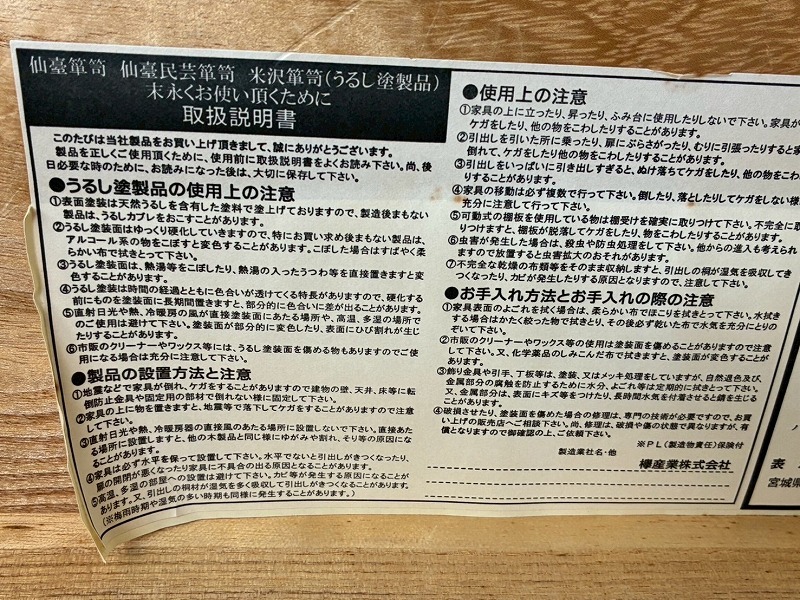 仙臺箪笥 仙臺民芸箪笥 米沢箪笥(うるし塗製品)
末永くお使い頂くために
取扱説明書
このたびは当社製品をお買い上げ頂きまして、誠にありがとうございます。
製品を正しくご使用頂くために、使用前に取扱説明書をよくお読み下さい。尚、後
日必要な時のために、お読みになった後は、大切に保存して下さい。
●うるし塗製品の使用上の注意
①表面塗装は天然うるしを含有した塗料で塗上げておりますので、製造後まもない
製品は、うるしカブレをおこすことがあります。
②うるし塗装面はゆっくり硬化していきますので、特にお買い求め後まもない製品は、
アルコール系の物をこぼすと変色することがあります。こぼした場合はすばやく柔
らかい布で拭きとって下さい。
③うるし塗装面は、熱湯等をこぼしたり、熱湯の入ったうつわ等を直接置きますと変
色することがあります。
④うるし塗装は時間の経過とともに色合いが透けてくる特長がありますので、硬化する
前にものを塗装面に長期間置きますと、部分的に色合いに差が出ることがあります。
⑤直射日光や熱、冷暖房の風が直接塗装面にあたる場所や、高温、多湿の場所で
のご使用は避けて下さい。塗装面が部分的に変色したり、表面にひび割れが生じ
たりすることがあります。
⑥市販のクリーナーやワックス等には、うるし塗装面を傷める物もありますのでご使
用になる場合は充分に注意して下さい。
●製品の設置方法と注意
①地震などで家具が倒れ、ケガをすることがありますので建物の壁、天井、床等に転
倒防止金具や固定用の部材で倒れない様に固定して下さい。
②家具の上に物を置きますと、地震等で落下してケガをすることがありますので注意
して下さい。
③直射日光や熱、冷暖房器の直接風のあたる場所に設置しないで下さい。直接あた
る場所に設置しますと、他の木製品と同じ様にゆがみや割れ、そり等の原因にな
ることがあります。
④家具は必ず水平を保って設置して下さい。水平でないと引出しがきつくなったり、
扉の開閉が悪くなったり家具に不具合の出る原因となることがあります。
⑤高温、多湿の部屋への設置は避けて下さい。カビ等が発生する原因になることが
あります。又、引出しの桐材が湿気を多く吸収して引出しがきつくなることがあります。
(※梅雨時期や湿気の多い時期も同様に発生することがあります。)
●使用上の注意
①家具の上に立ったり、昇ったり、ふみ台に使用したりしないで下さい。家具が
ケガをしたり、他の物をこわしたりすることがあります。
②引出しを引いた所に乗ったり、扉にぶらさがったり、むりに引張ったりすると家
倒れて、ケガをしたり他の物をこわしたりすることがあります。
③引出しをいっぱいに引き出しすぎると、ぬけ落ちてケガをしたり、他の物をこわ
したりすることがあります。
④家具の移動は必ず複数で行って下さい。倒したり、落としたりしてケガをしない様
充分に注意して行って下さい。
⑤可動式の棚板を使用している物は棚受けを確実に取りつけて下さい。不完全に取
りつけますと、棚板が脱落してケガをしたり、物をこわしたりすることがあります。
⑥虫害が発生した場合は、殺虫や防虫処理をして下さい。他からの進入も考えられ
ますので放置すると虫害拡大のおそれがあります。
⑦不完全な乾燥の布類等をそのまま収納しますと、引出しの桐が湿気を吸収してき
つくなったり、カビが発生したりする原因となりますので、注意して下さい。
●お手入れ方法とお手入れの際の注意
①家具表面のよごれを拭く場合は、柔らかい布でほこりを拭きとって下さい。水拭き
する場合はかたく絞った物で拭きとり、その後必ず乾いた布で水気を充分にとりの
ぞいて下さい。
②市販のクリーナーやワックス等の使用は塗装面を傷めることがありますので注意
して下さい。又、化学薬品のしみこんだ布で拭きますと、塗装面が変色することが
あります。
③飾り金具や引手、丁板等は、塗装、又はメッキ処理をしていますが、自然退色及び、
金属部分の腐触を防止するために水分、よごれ等は定期的に拭きとって下さい。
又、金属部分は、表面にキズ等をつけたり、長時間水気を付着させると錆を生じる
ことがあります。
④破損させたり、塗装面を傷めた場合の修理は、専門の技術が必要ですので、お買
い上げの販売店へご相談下さい。尚、修理は、破損や傷の状態で異なりますが、有
償となりますので御確認の上、ご依頼下さい。
※PL(製造物責任)保険付
製造業社名・他
欅産業株式会社
表
宮城県